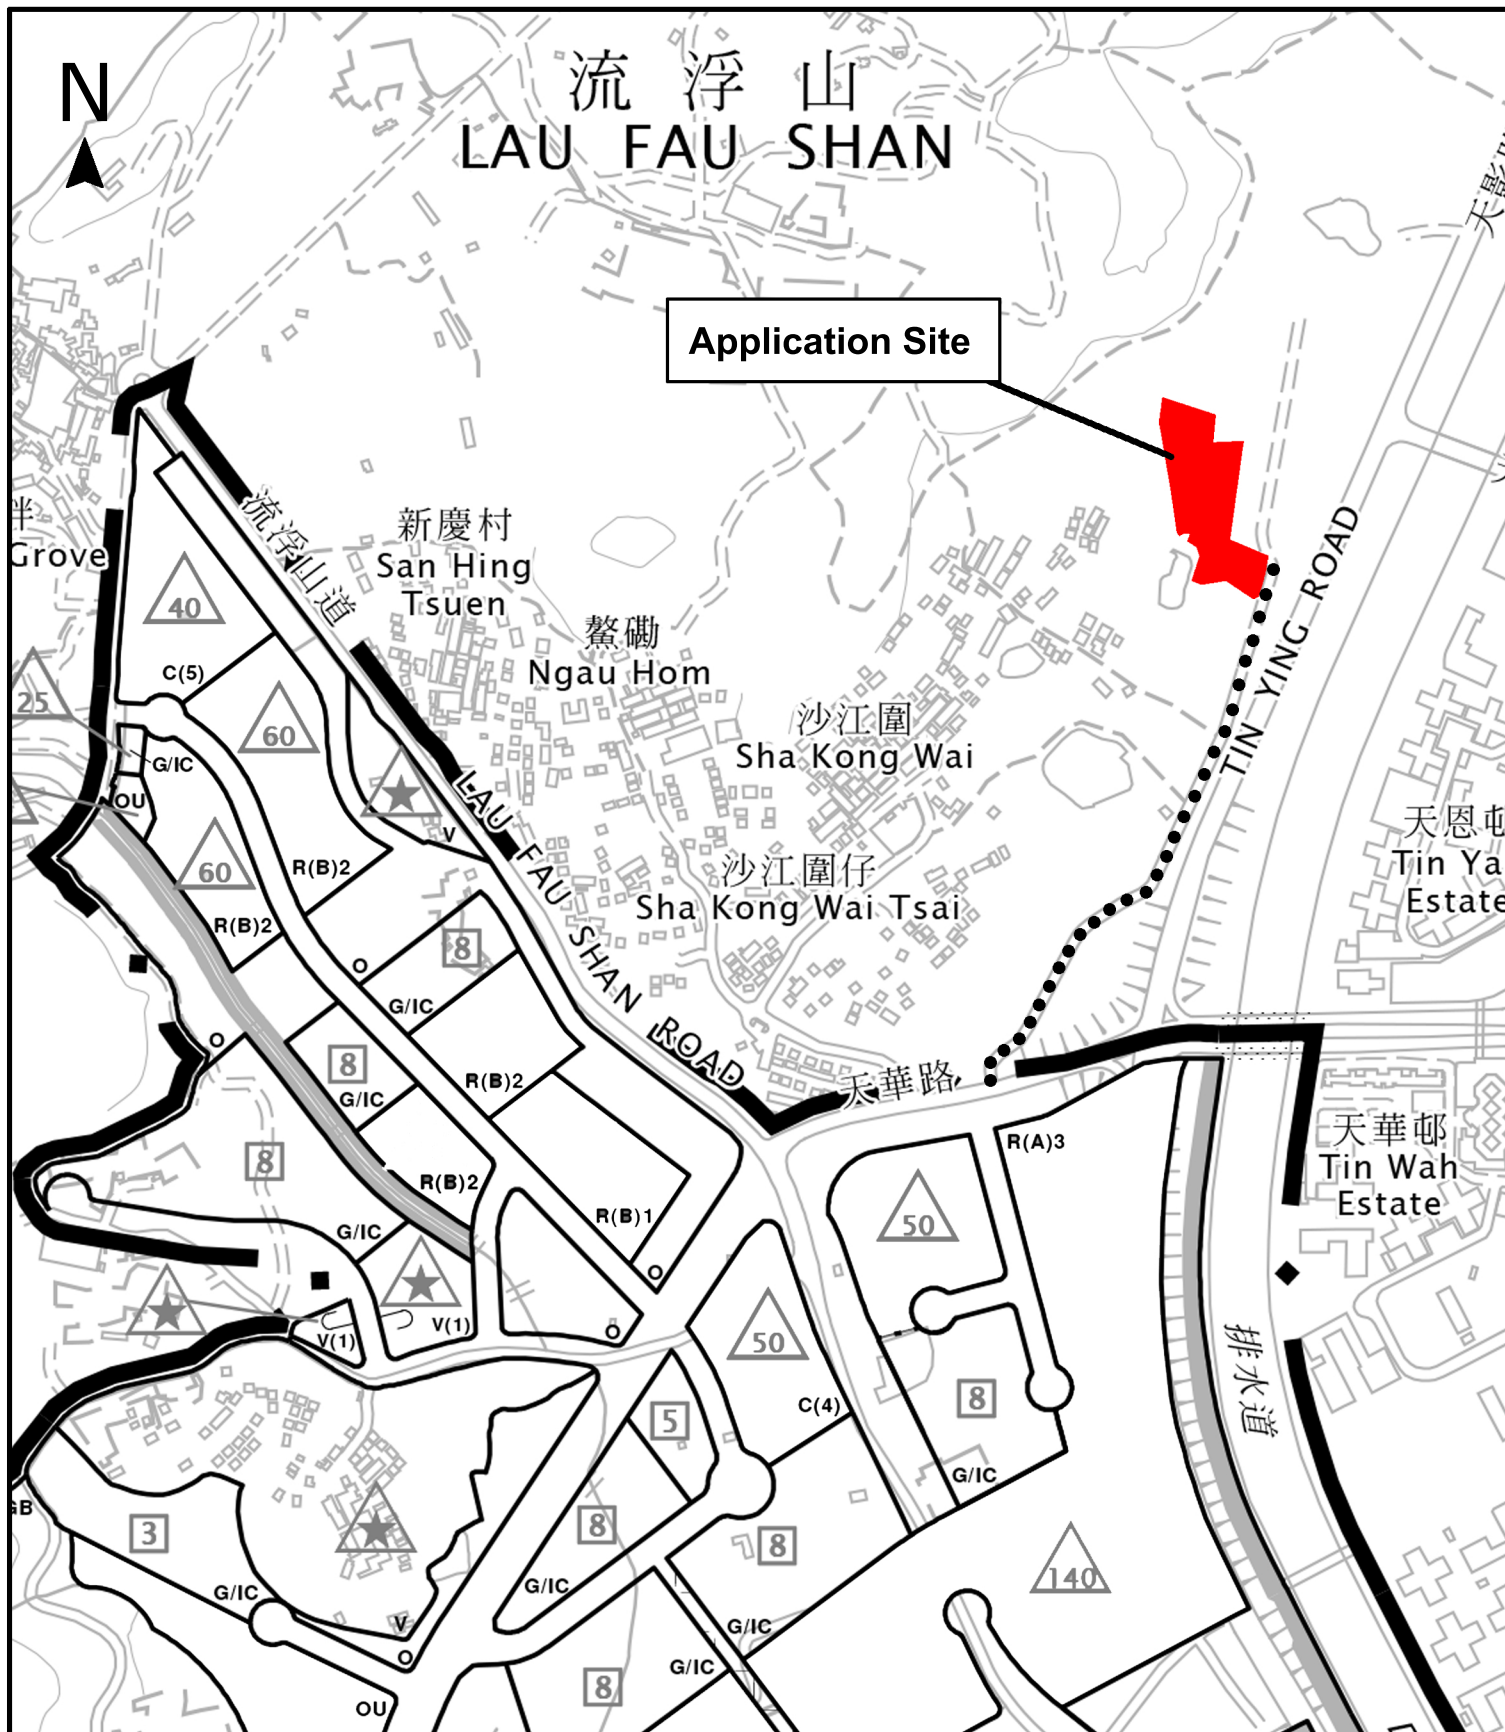 N
流 浮 山
LAU FAU SHAN
天影路
Application Site
Grove
流浮山道
新慶村
San Hing
Tsuen
鰲磡
Ngau Hom
TIN YING ROAD
40
C(5)
25
60
沙江圍
Sha Kong Wai
G/IC
OU
V
LAU FAU SHAN ROAD
60
R(B)2
R(B)2
沙江圍仔
Sha Kong Wai Tsai
天恩邨
Tin Ya
Estate
8
O
G/IC
O
8
G/IC
R(B)2
天華路
天華邨
Tin Wah
Estate
R(A)3
8
R(B)2
G/IC
R(B)1
50
O
V(1)
V(1)
O
50
排水道
C(4)
8
5
G/IC
GB
3
8
8
140
G/IC
G/IC
V
O
G/IC
G/IC
8
OU